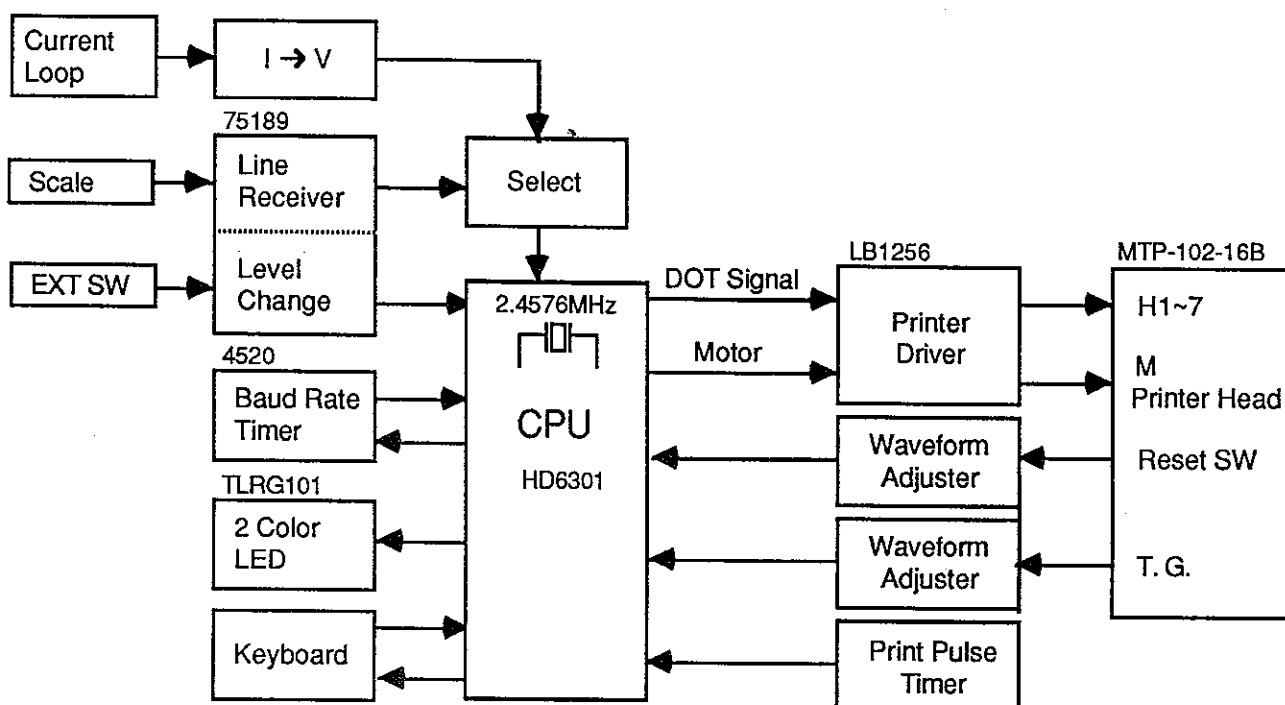 Current
Loop
I → V
75189
Scale
Line
Receiver
Select
EXT SW
Level
Change
4520
Baud Rate
Timer
TLRG101
2 Color
LED
Keyboard
2.4576MHz
CPU
HD6301
DOT Signal
Motor
LB1256
Printer
Driver
Waveform
Adjuster
Waveform
Adjuster
Print Pulse
Timer
MTP-102-16B
H1~7
M
Printer Head
Reset SW
T. G.